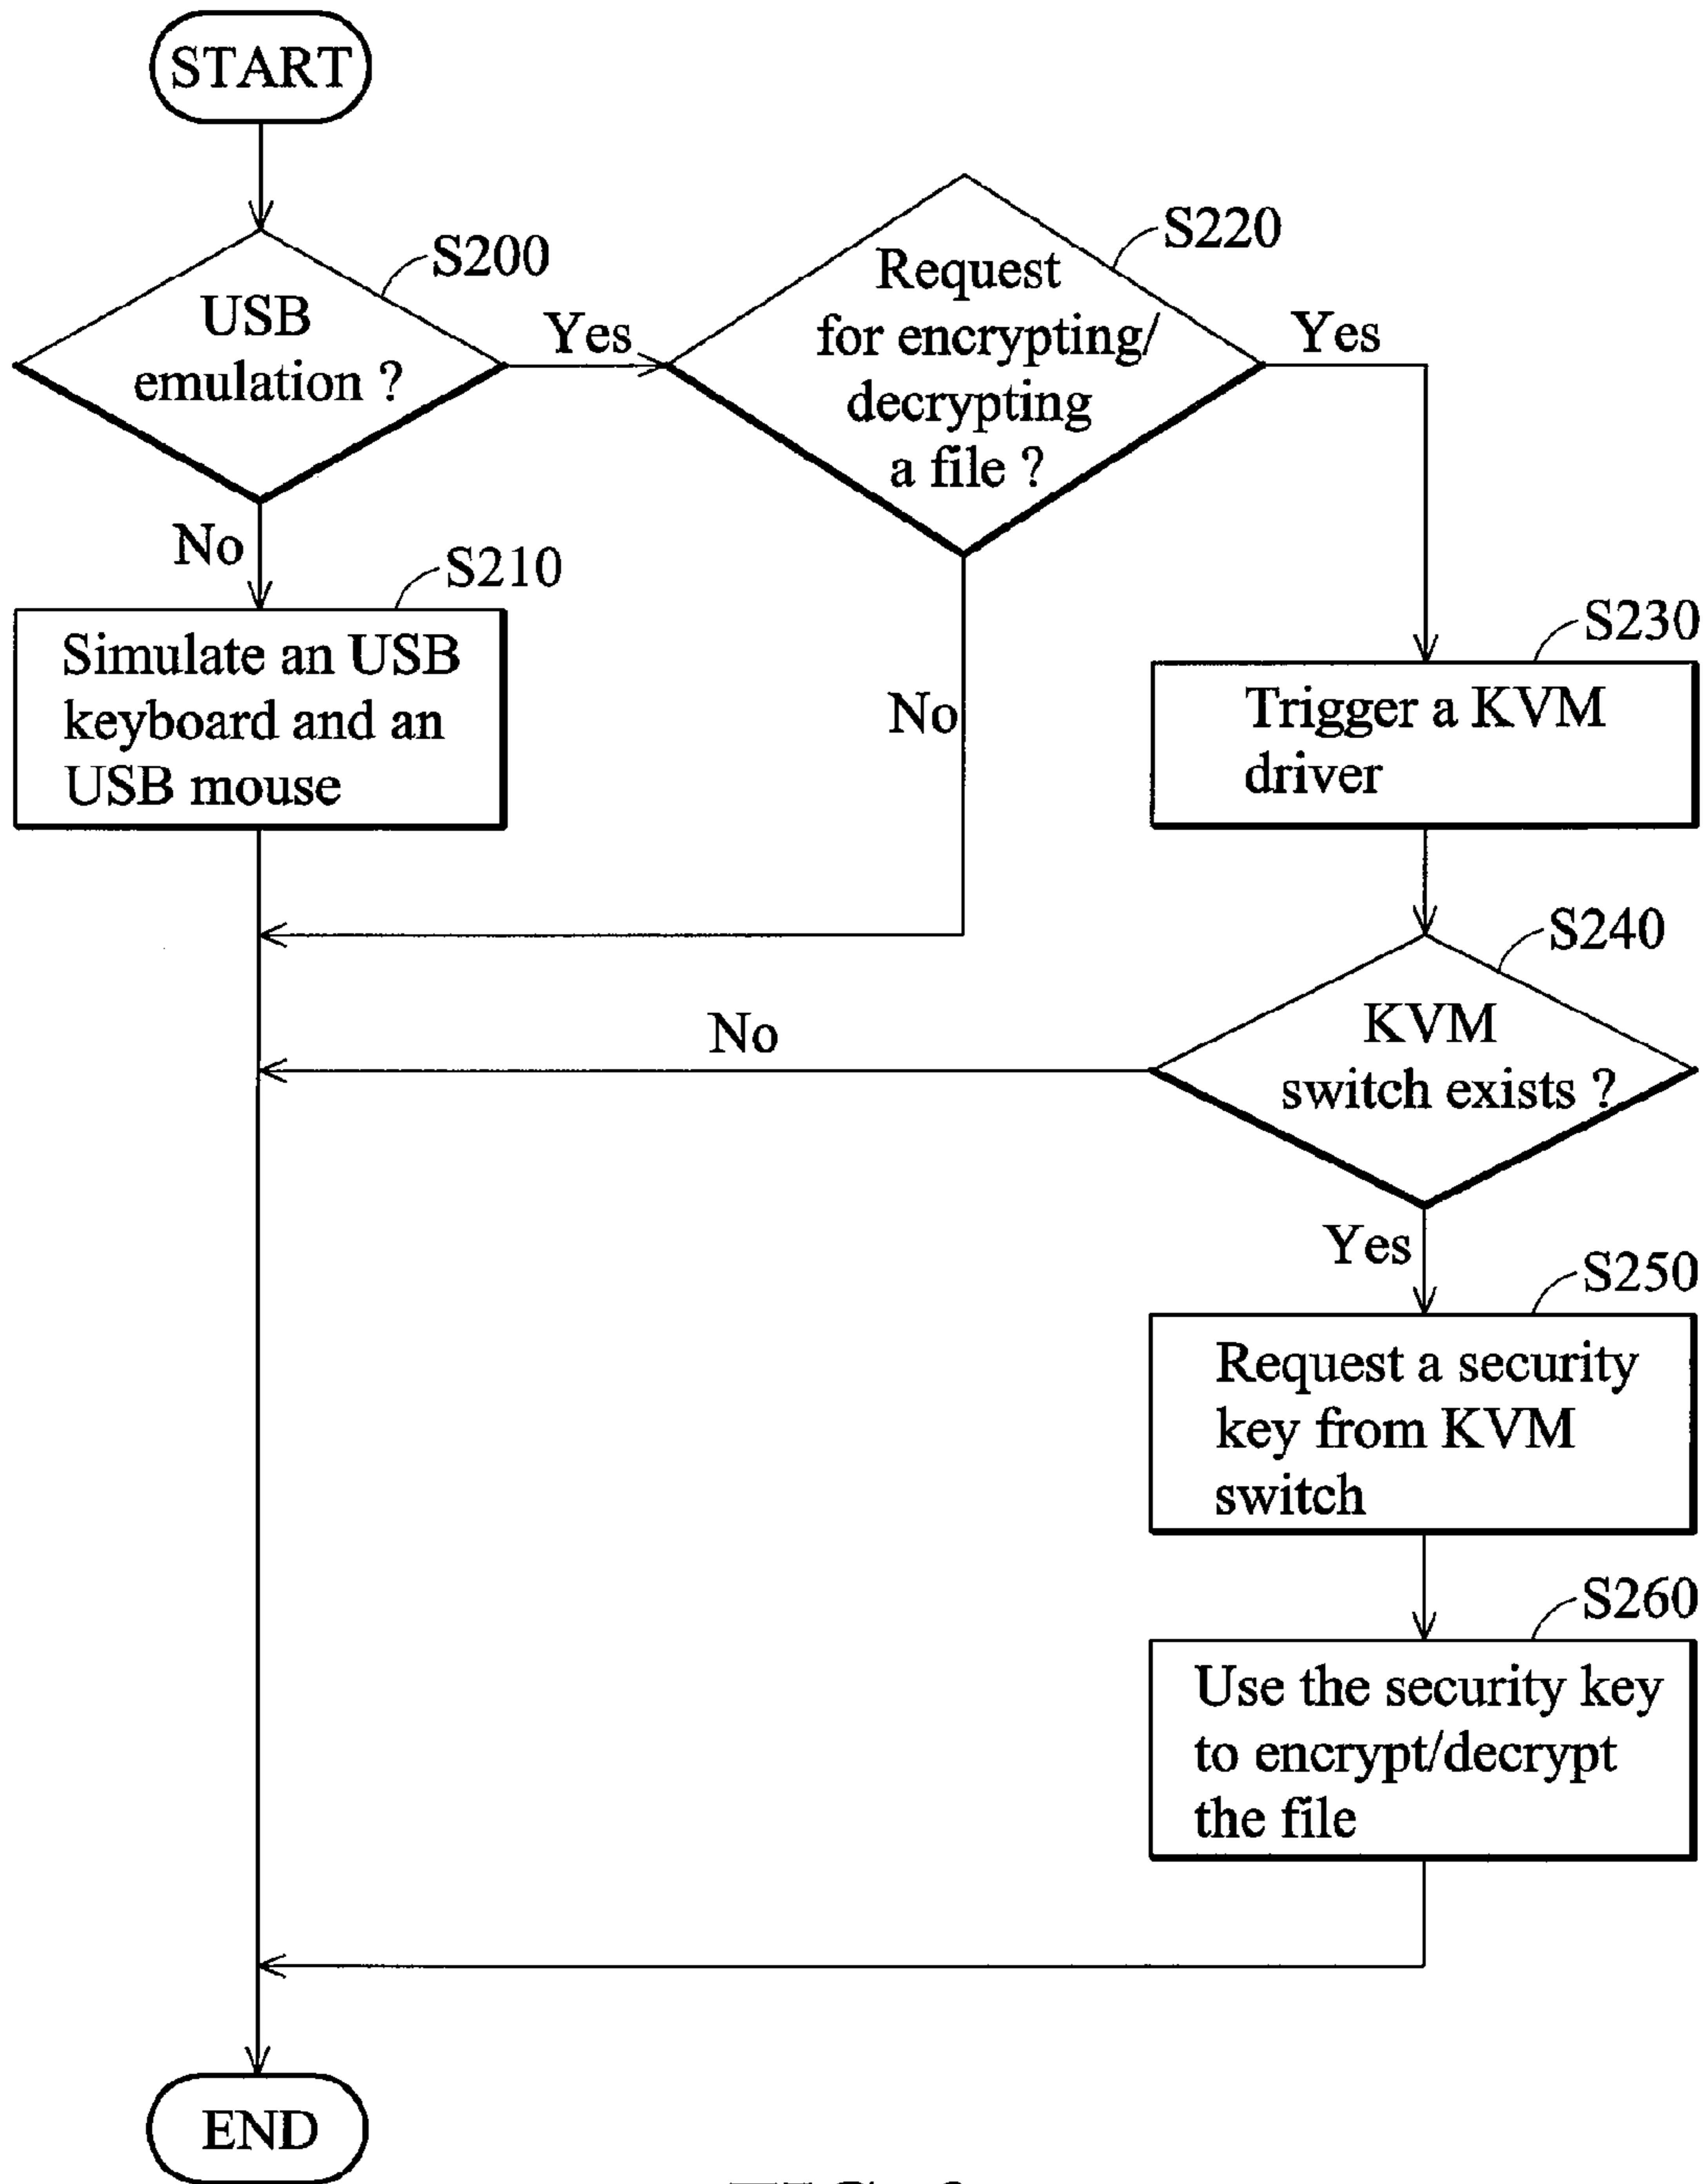 START
S200
USB
emulation ?
Yes
S220
Request
for encrypting/
decrypting
a file ?
Yes
No
S210
Simulate an USB
keyboard and an
USB mouse
No
S230
Trigger a KVM
driver
S240
KVM
switch exists ?
No
Yes
S250
Request a security
key from KVM
switch
S260
Use the security key
to encrypt/decrypt
the file
END